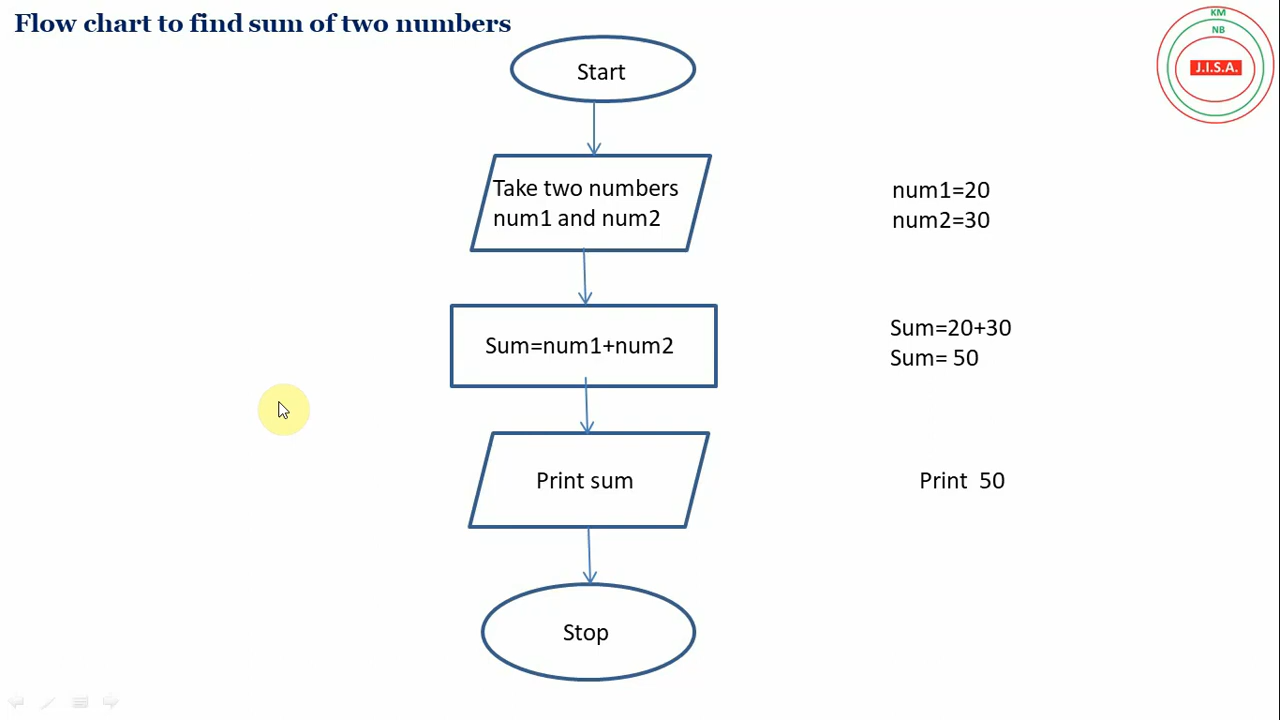 Flow chart to find sum of two numbers
KM
NB
J.I.S.A.
Start
Take two numbers
num1 and num2
num1=20
num2=30
Sum=num1+num2
Sum=20+30
Sum= 50
Print sum
Print  50
Stop